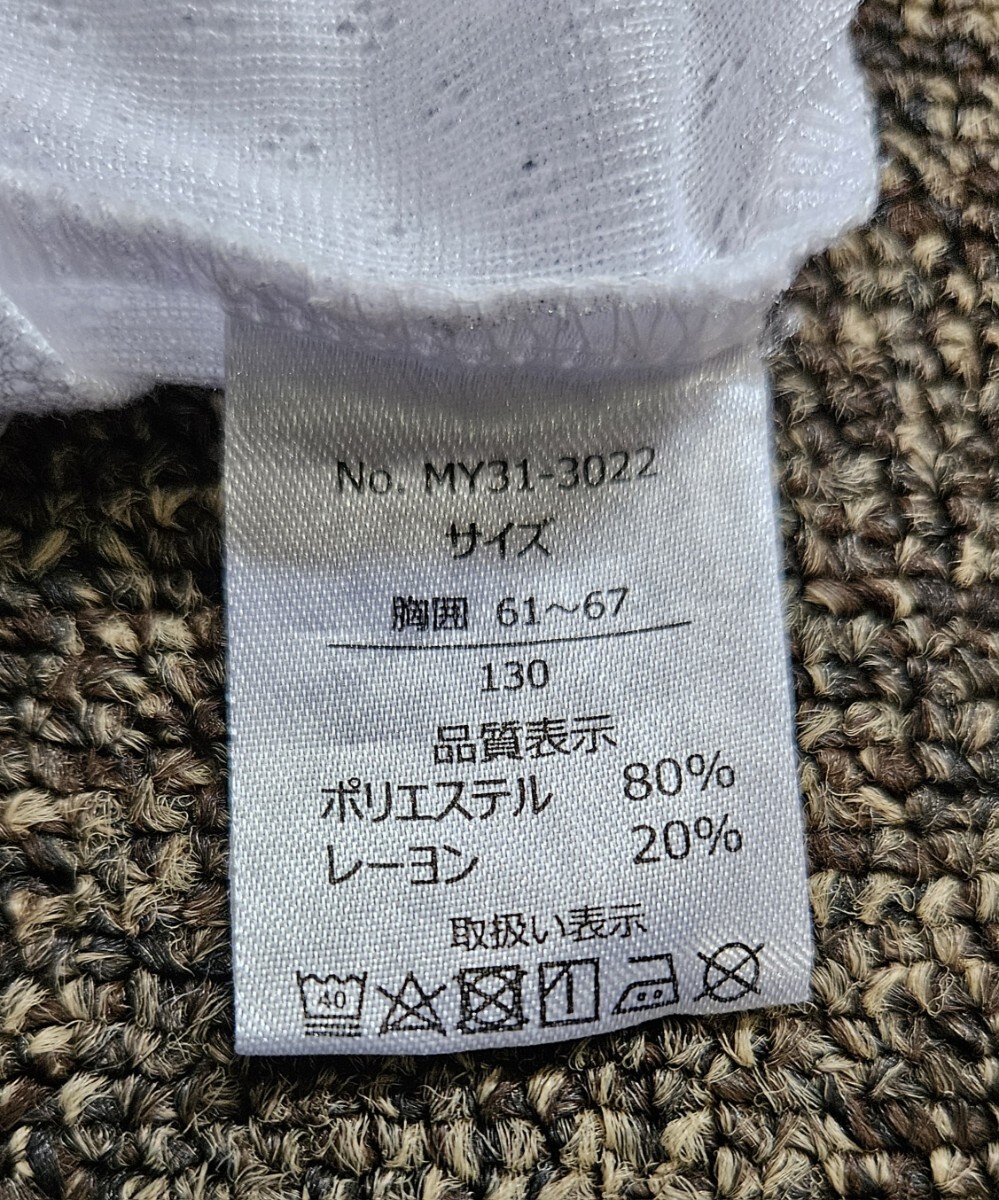 No. MY31-3022
サイズ
胸囲 61～67
130
品質表示
ポリエステル 80%
レーヨン 20%
取扱い表示
40